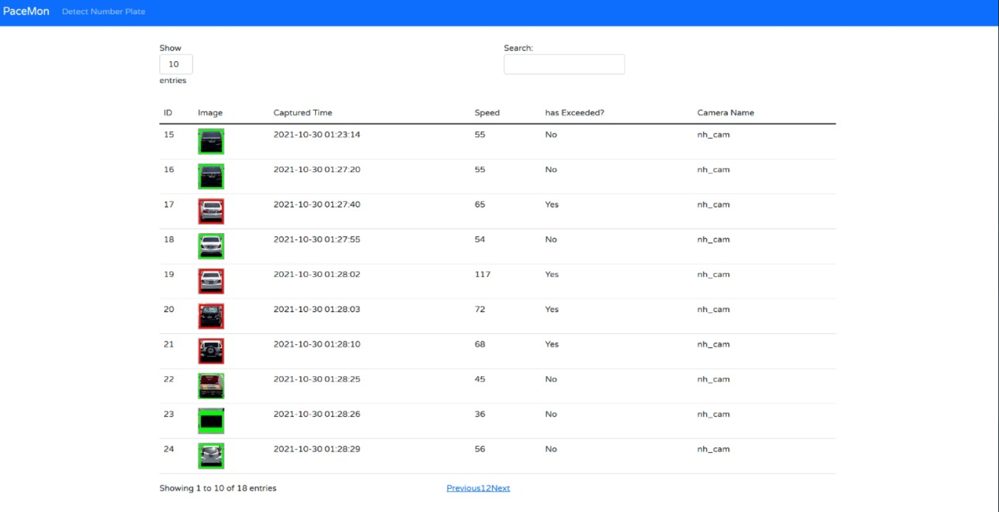 PaceMon Detect Number Plate
Show Search:
10
entries
ID Image Captured Time Speed has Exceeded? Camera Name
15 2021-10-30 01:23:14 55 No nh_cam
16 2021-10-30 01:27:20 55 No nh_cam
17 2021-10-30 01:27:40 65 Yes nh_cam
18 2021-10-30 01:27:55 54 No nh_cam
19 2021-10-30 01:28:02 117 Yes nh_cam
20 2021-10-30 01:28:03 72 Yes nh_cam
21 2021-10-30 01:28:10 68 Yes nh_cam
22 2021-10-30 01:28:25 45 No nh_cam
23 2021-10-30 01:28:26 36 No nh_cam
24 2021-10-30 01:28:29 56 No nh_cam
Showing 1 to 10 of 18 entries Previous12Next